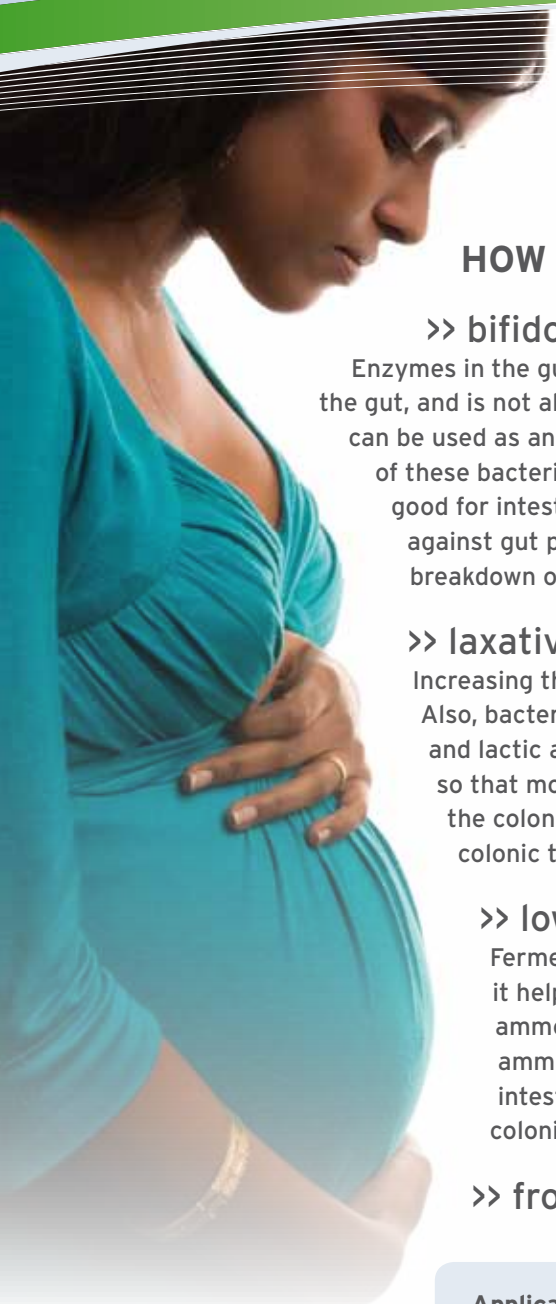 HOW
>> bifido
Enzymes in the gu
the gut, and is not al
can be used as an
of these bacteri
good for intest
against gut p
breakdown o
>> laxativ
Increasing th
Also, bacter
and lactic a
so that mo
the colon
colonic t
>> lov
Ferme
it help
ammo
amm
intes
coloni
>> fro
Applica